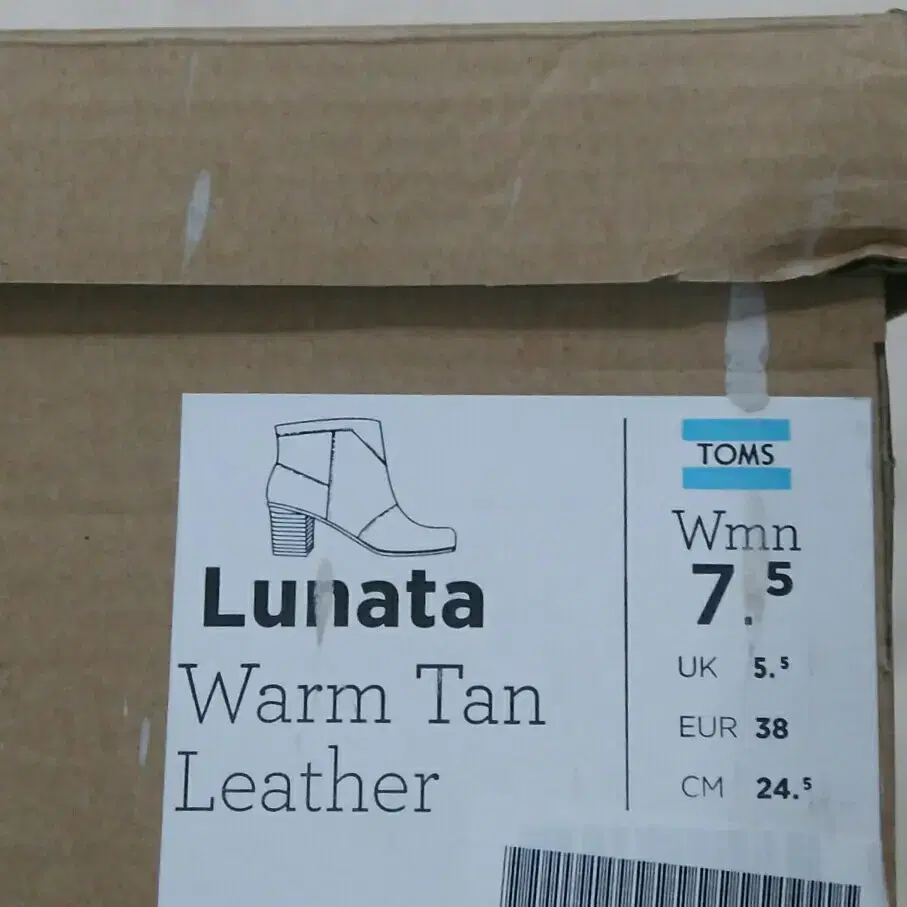 Lunata
Warm Tan
Leather
TOMS
Wmn
7.5
UK 5.5
EUR 38
CM 24.5